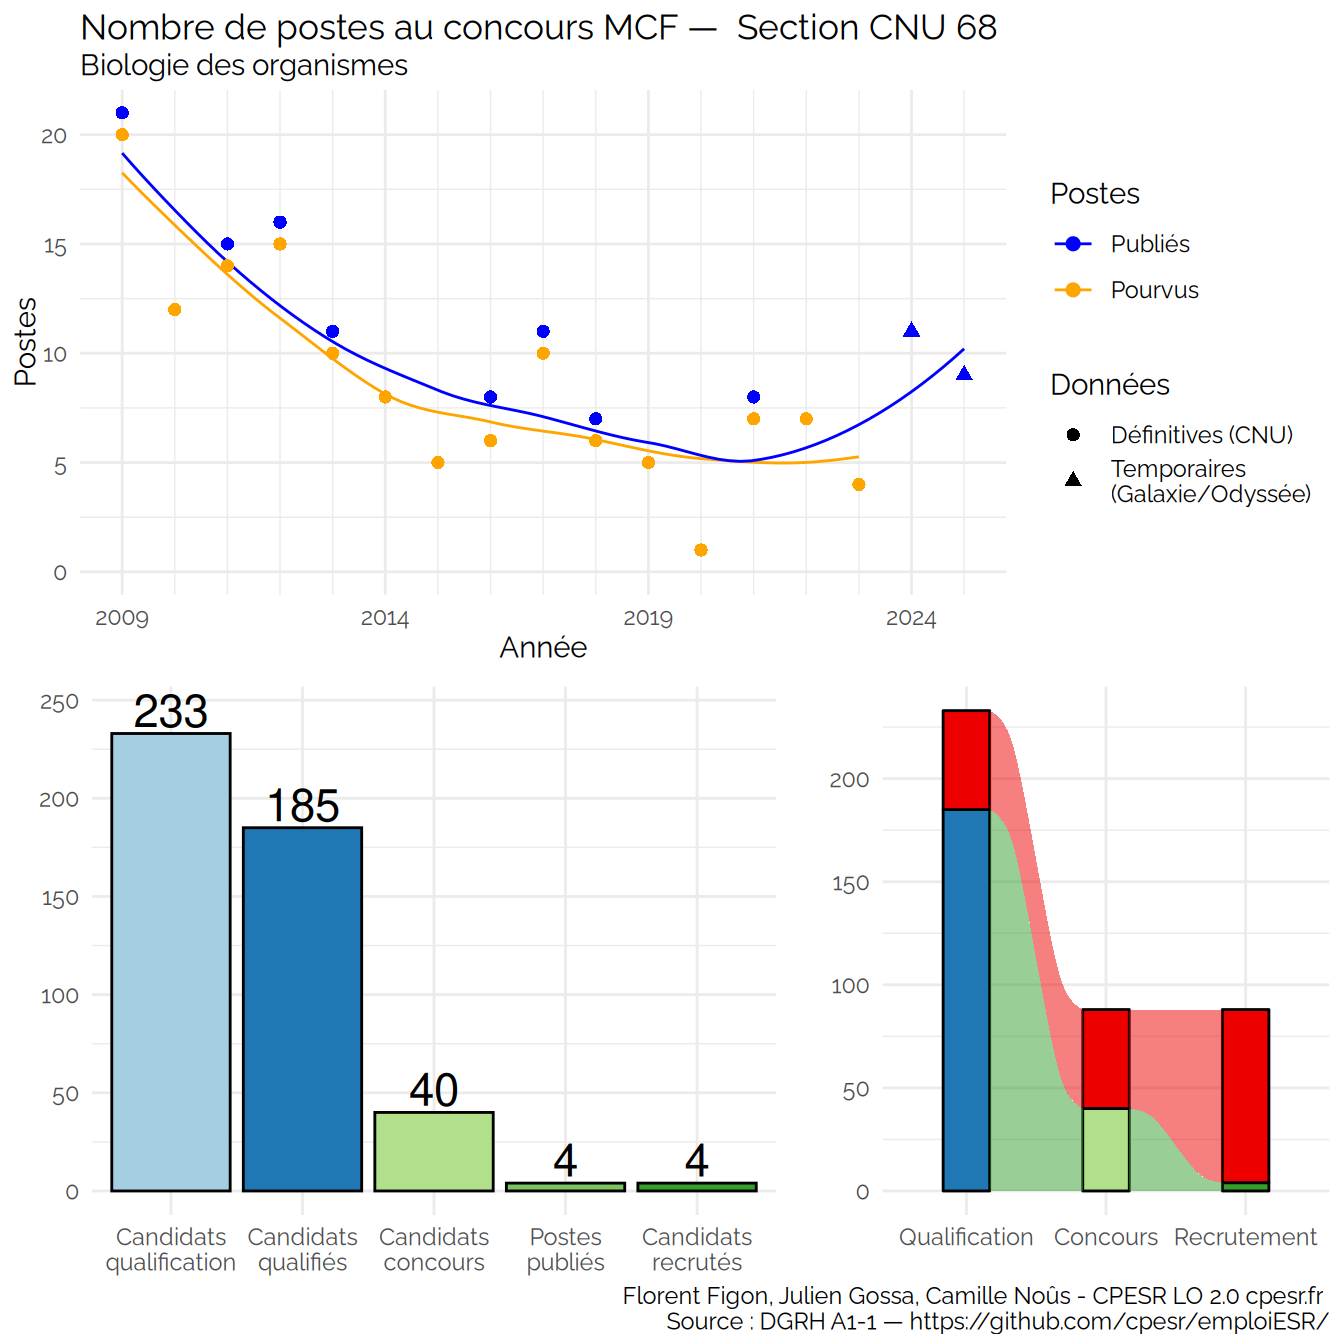 Nombre de postes au concours MCF — Section CNU 68
Biologie des organismes
Postes
20
15
10
5
0
2009
2014
2019
2024
Année
Postes
Publiés
Pourvus
Données
Définitives (CNU)
Temporaires
(Galaxie/Odyssée)
250
200
150
100
50
0
233
185
40
4
4
Candidats
qualification
Candidats
qualifiés
Candidats
concours
Postes
publiés
Candidats
recrutés
200
150
100
50
0
Qualification
Concours
Recrutement
Florent Figon, Julien Gossa, Camille Noûs - CPESR LO 2.0 cpesr.fr
Source : DGRH A1-1 — https://github.com/cpesr/emploiESR/